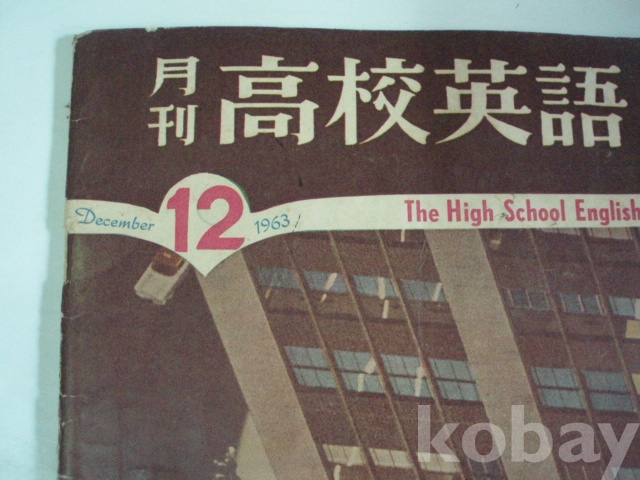 月刊 高校英語
December 12 1963
The High School English
kobay